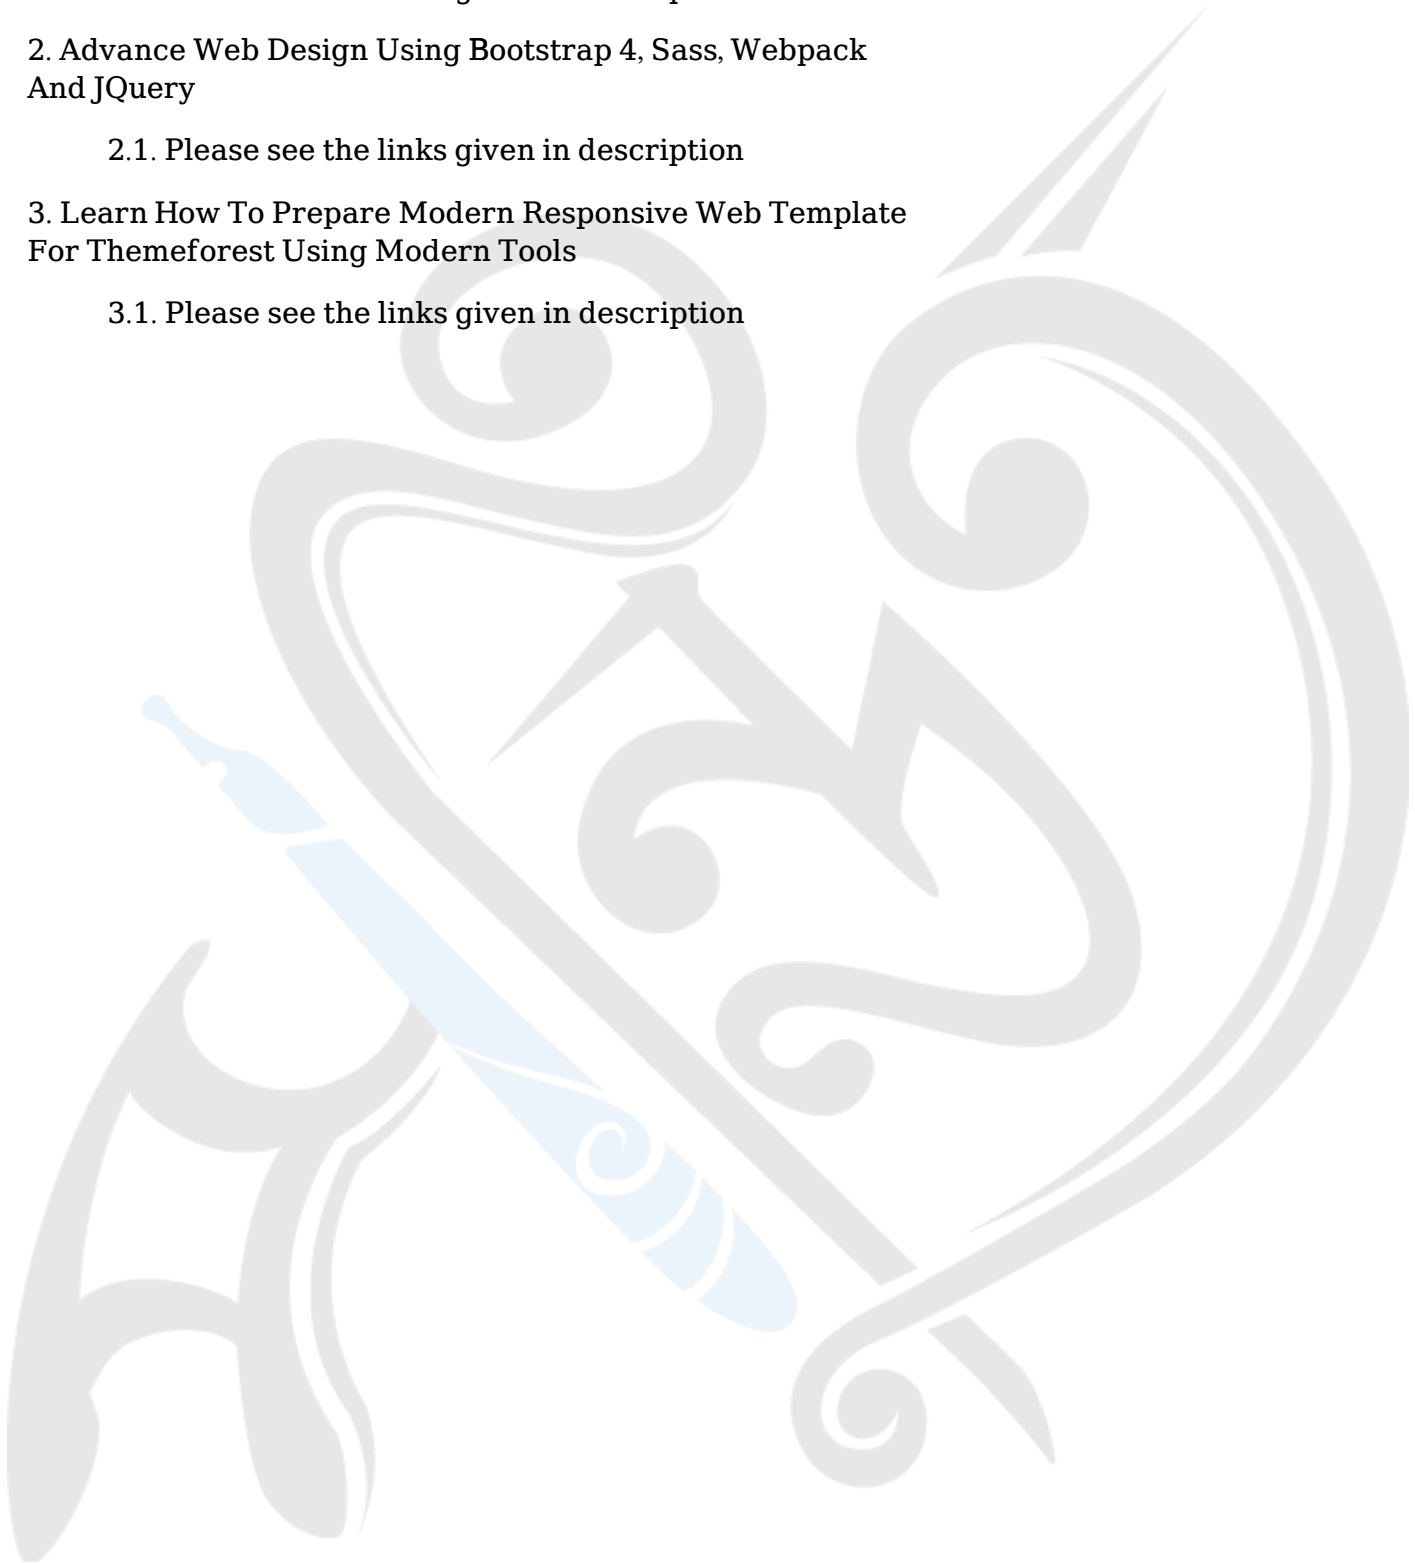 2. Advance Web Design Using Bootstrap 4, Sass, Webpack
And JQuery
2.1. Please see the links given in description
3. Learn How To Prepare Modern Responsive Web Template
For Themeforest Using Modern Tools
3.1. Please see the links given in description